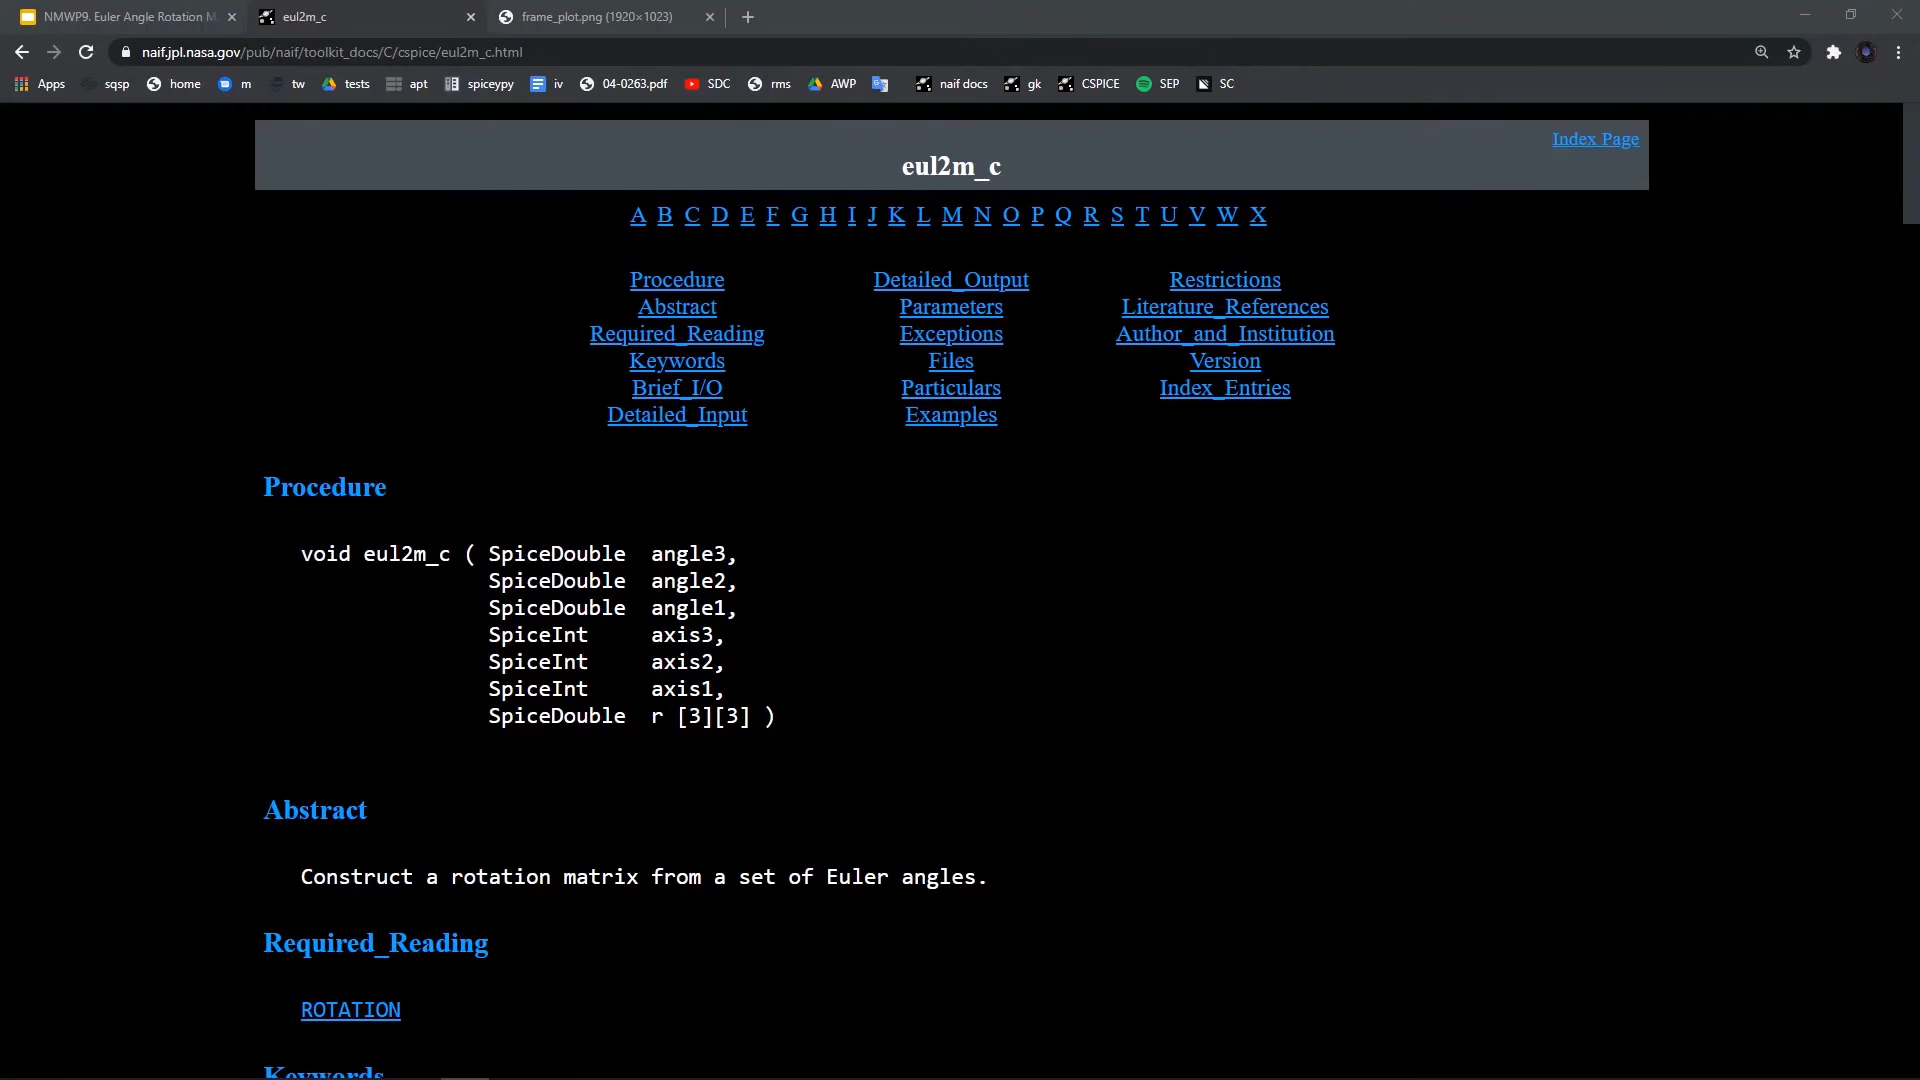 NMWP9. Euler Angle Rotation M
eul2m_c
frame_plot.png (1920×1023)
naif.jpl.nasa.gov/pub/naif/toolkit_docs/C/cspice/eul2m_c.html
Apps sqsp home m tw tests apt spiceypy iv 04-0263.pdf SDC rms AWP naif docs gk CSPICE SEP SC
Index Page
eul2m_c
A B C D E F G H I J K L M N O P Q R S T U V W X
Procedure Detailed_Output Restrictions
Abstract Parameters Literature_References
Required_Reading Exceptions Author_and_Institution
Keywords Files Version
Brief_I/O Particulars Index_Entries
Detailed_Input Examples
Procedure
void eul2m_c ( SpiceDouble angle3,
SpiceDouble angle2,
SpiceDouble angle1,
SpiceInt axis3,
SpiceInt axis2,
SpiceInt axis1,
SpiceDouble r [3][3] )
Abstract
Construct a rotation matrix from a set of Euler angles.
Required_Reading
ROTATION
Keywords